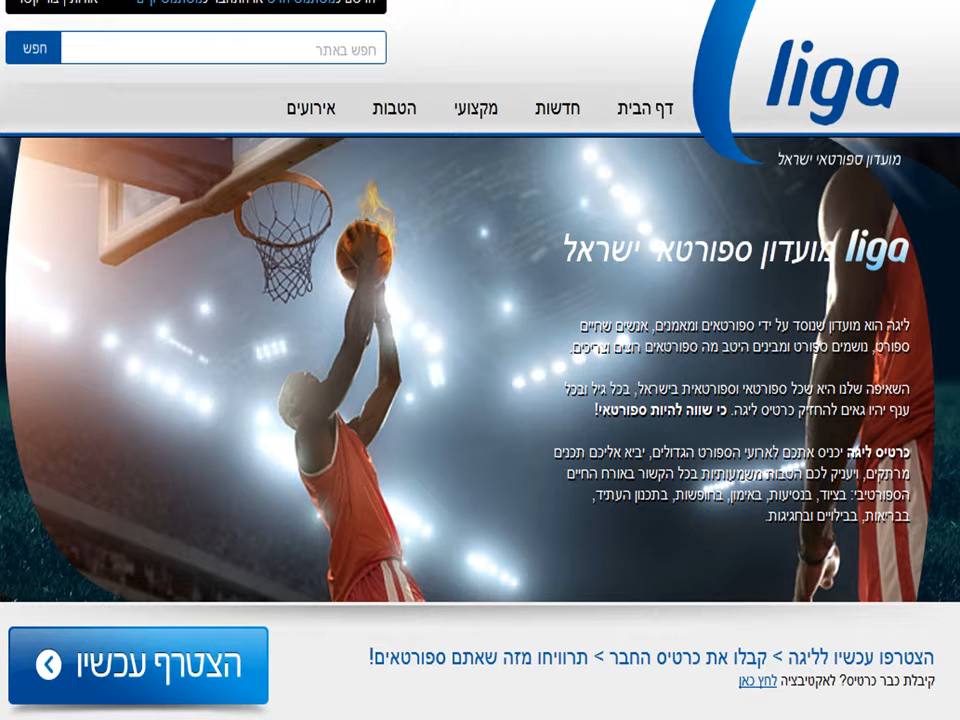 חפש באתר
חפש
liga
דף הבית
חדשות
מקצועי
הטבות
אירועים
מועדון ספורטאי ישראל
liga מועדון ספורטאי ישראל
ליגה הוא מועדון שנוסד על ידי ספורטאים ומאמנים, אנשים שחיים
ספורט, נושמים ספורט ומבינים היטב מה ספורטאים רוצים וצריכים.
השאיפה שלנו היא שכל ספורטאי וספורטאית בישראל, בכל גיל ובכל
ענף יהיו גאים להחזיק כרטיס ליגה. כי שווה להיות ספורטאי!
כרטיס ליגה יכניס אתכם לארועי הספורט הגדולים, יביא אליכם תכנים
מרתקים, ויעניק לכם הטבות משמעותיות בכל הקשור באורח החיים
הספורטיבי: בציוד, בנסיעות, באימון, בחופשות, בתכנון העתיד,
בבריאות, בבילויים ובחגיגות.
הצטרפו עכשיו לליגה > קבלו את כרטיס החבר > תרוויחו מזה שאתם ספורטאים!
קיבלת כבר כרטיס? לאקטיבציה לחץ כאן
הצטרף עכשיו